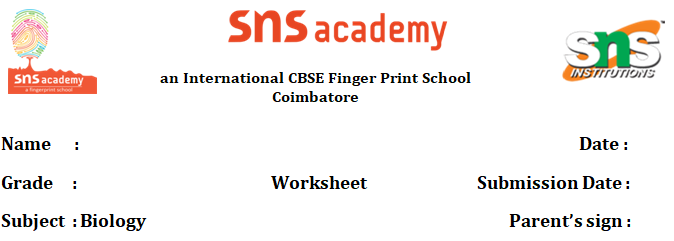 sns academy
an International CBSE Finger Print School
Coimbatore
sns academy
a fingerprint school
SNS
INSTITUTIONS
Name :
Date :
Grade :
Worksheet
Submission Date :
Subject : Biology
Parent’s sign :